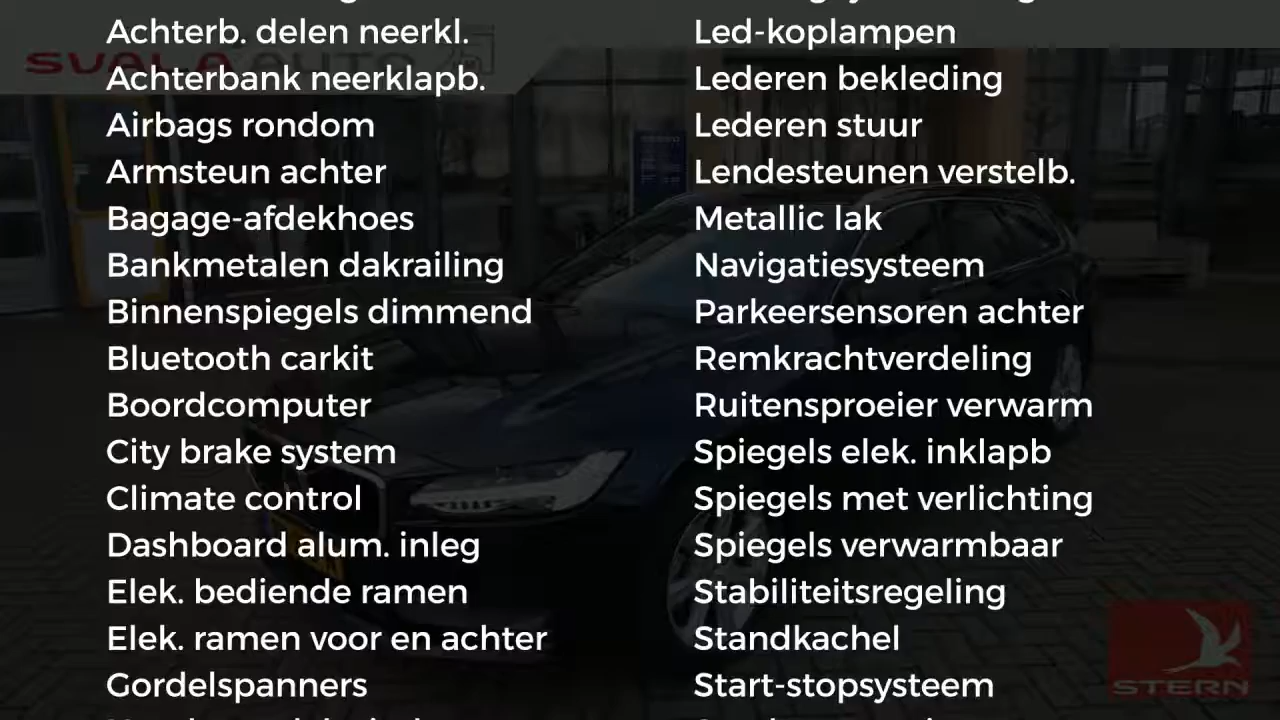 Achterb. delen neerkl.
Achterbank neerklapb.
Airbags rondom
Armsteun achter
Bagage-afdekhoes
Bankmetalen dakrailing
Binnenspiegels dimmend
Bluetooth carkit
Boordcomputer
City brake system
Climate control
Dashboard alum. inleg
Elek. bediende ramen
Elek. ramen voor en achter
Gordelspanners
Led-koplampen
Lederen bekleding
Lederen stuur
Lendesteunen verstelb.
Metallic lak
Navigatiesysteem
Parkeersensoren achter
Remkrachtverdeling
Ruitensproeier verwarm
Spiegels elek. inklapb
Spiegels met verlichting
Spiegels verwarmbaar
Stabiliteitsregeling
Standkachel
Start-stopsysteem
STERN